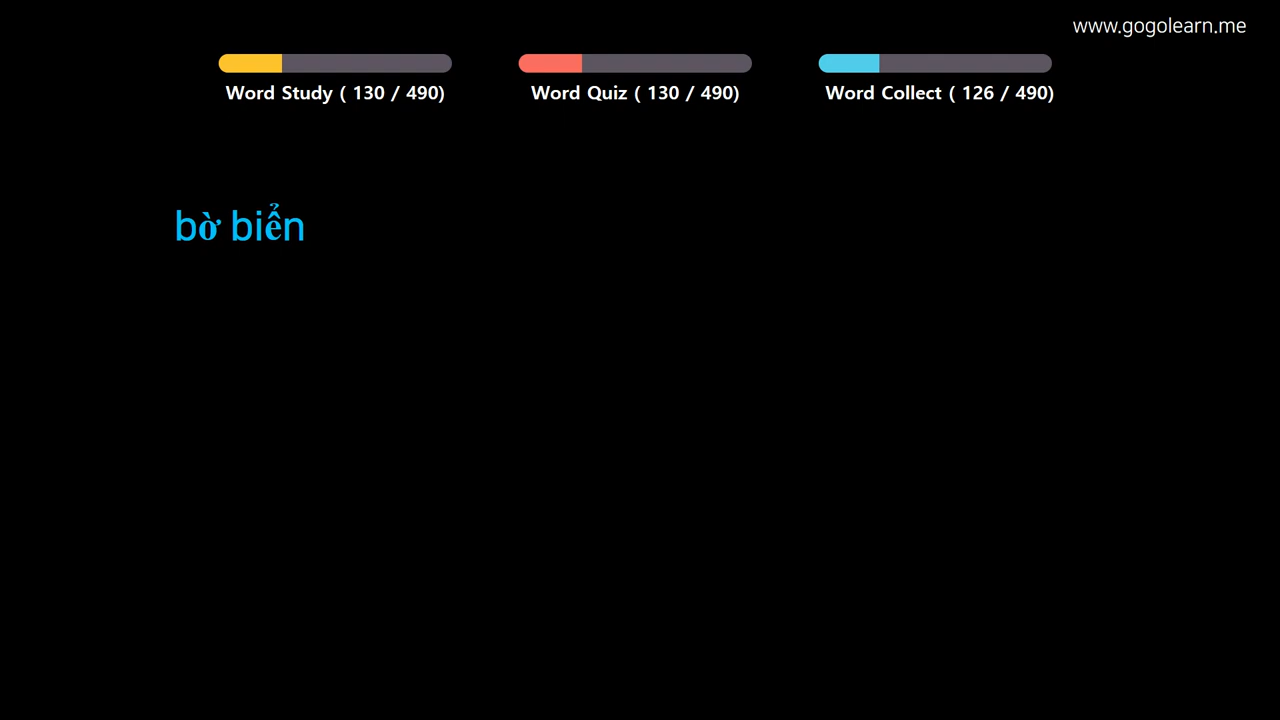 www.gogolearn.me
Word Study ( 130 / 490)
Word Quiz ( 130 / 490)
Word Collect ( 126 / 490)
bờ biển